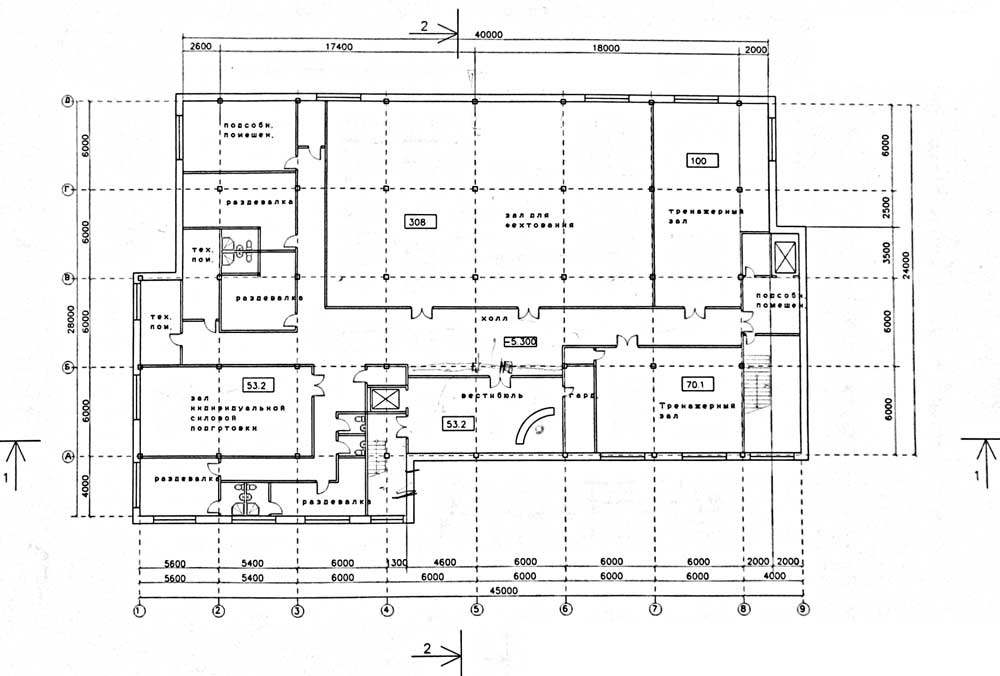 2
40000
2600
17400
18000
2000
Д
6000
подсобн.
помещен.
100
6000
Г
раздевалка
308
зал для
фехтования
тренажерный
зал
2500
6000
тех.
пом.
3500
24000
В
раздевалка
подсобн.
помещен.
28000
6000
тех.
пом.
холл
-5.300
6000
Б
53.2
зал
индивидуальной
силовой
подготовки
вестибюль
гард.
70.1
Тренажерный
зал
6000
53.2
6000
А
1
1
4000
раздевалка
раздевалка
5600
5400
6000
1300
4600
6000
6000
6000
2000
2000
5600
5400
6000
6000
6000
6000
6000
4000
45000
1
2
3
4
5
6
7
8
9
2